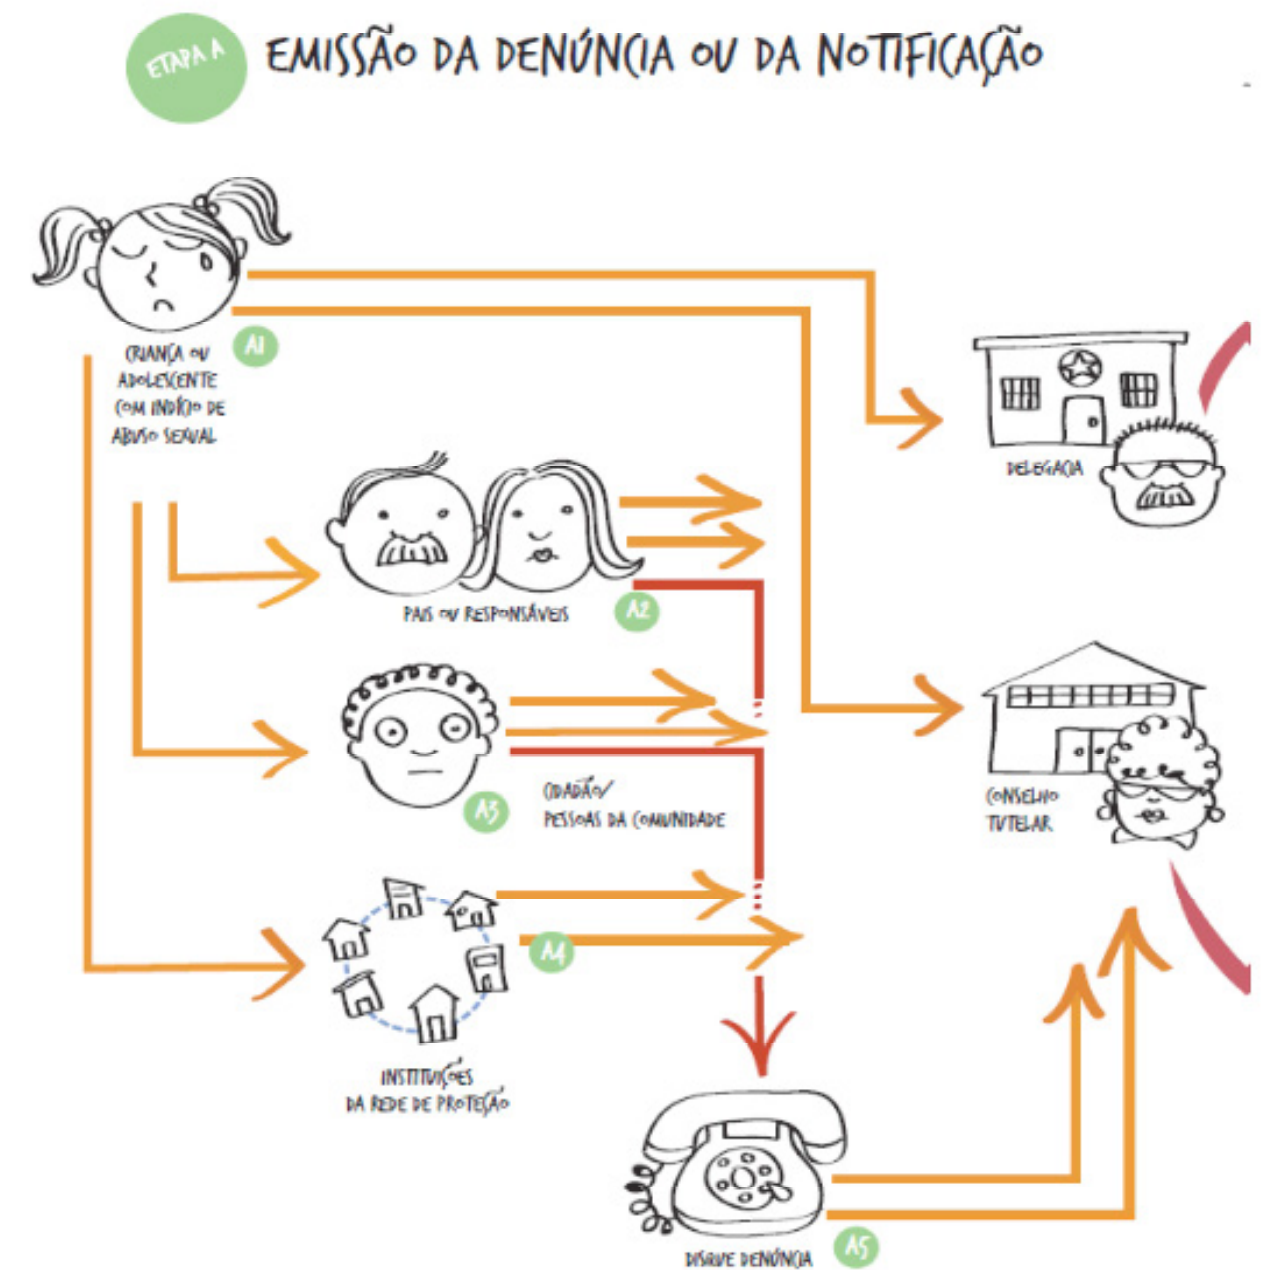 ETAPA A
EMISSÃO DA DENÚNCIA OU DA NOTIFICAÇÃO
A1
CRIANÇA OU
ADOLESCENTE
COM INDÍCIO DE
ABUSO SEXUAL
DELEGACIA
PAIS OU RESPONSÁVEIS
A2
A3
CIDADÃO/
PESSOAS DA COMUNIDADE
CONSELHO
TUTELAR
A4
INSTITUIÇÕES
DA REDE DE PROTEÇÃO
DISQUE DENÚNCIA
A5